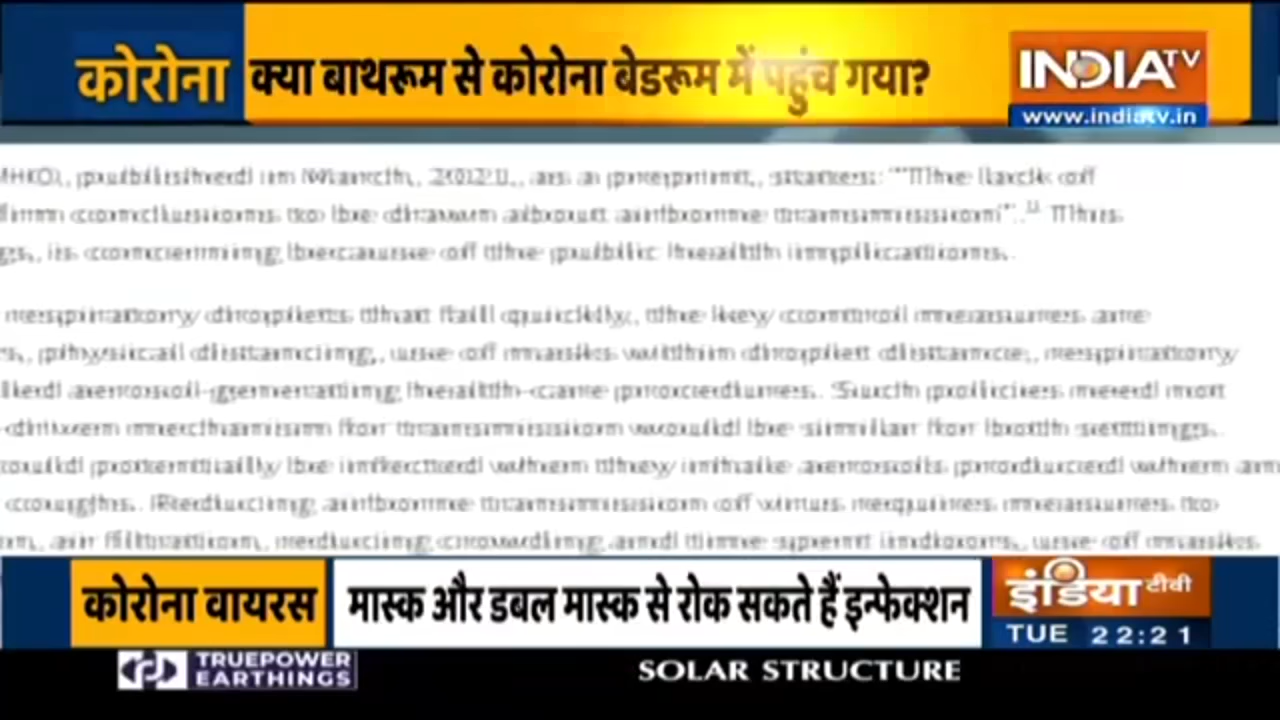 कोरोना क्या बाथरूम से कोरोना बेडरूम में पहुंच गया?
INDIA TV
www.indiatv.in
published in March, 2021, as a preprint, states: "The lack of
firm conclusions to be drawn about airborne transmission".¹ This
is concerning because of the public health implications.
respiratory droplets that fall quickly, the key control measures are
physical distancing, use of masks within droplet distance, respiratory
aerosol-generating health-care procedures. Such policies need not
-driven mechanism for transmission would be similar for both settings.
could potentially be infected when they inhale aerosols produced when an
coughs. Reducing airborne transmission of virus requires measures to
air filtration, reducing crowding and time spent indoors, use of masks
कोरोना वायरस मास्क और डबल मास्क से रोक सकते हैं इन्फेक्शन
इंडिया टीवी
TUE 22:21
TRUEPOWER
EARTHINGS
SOLAR STRUCTURE